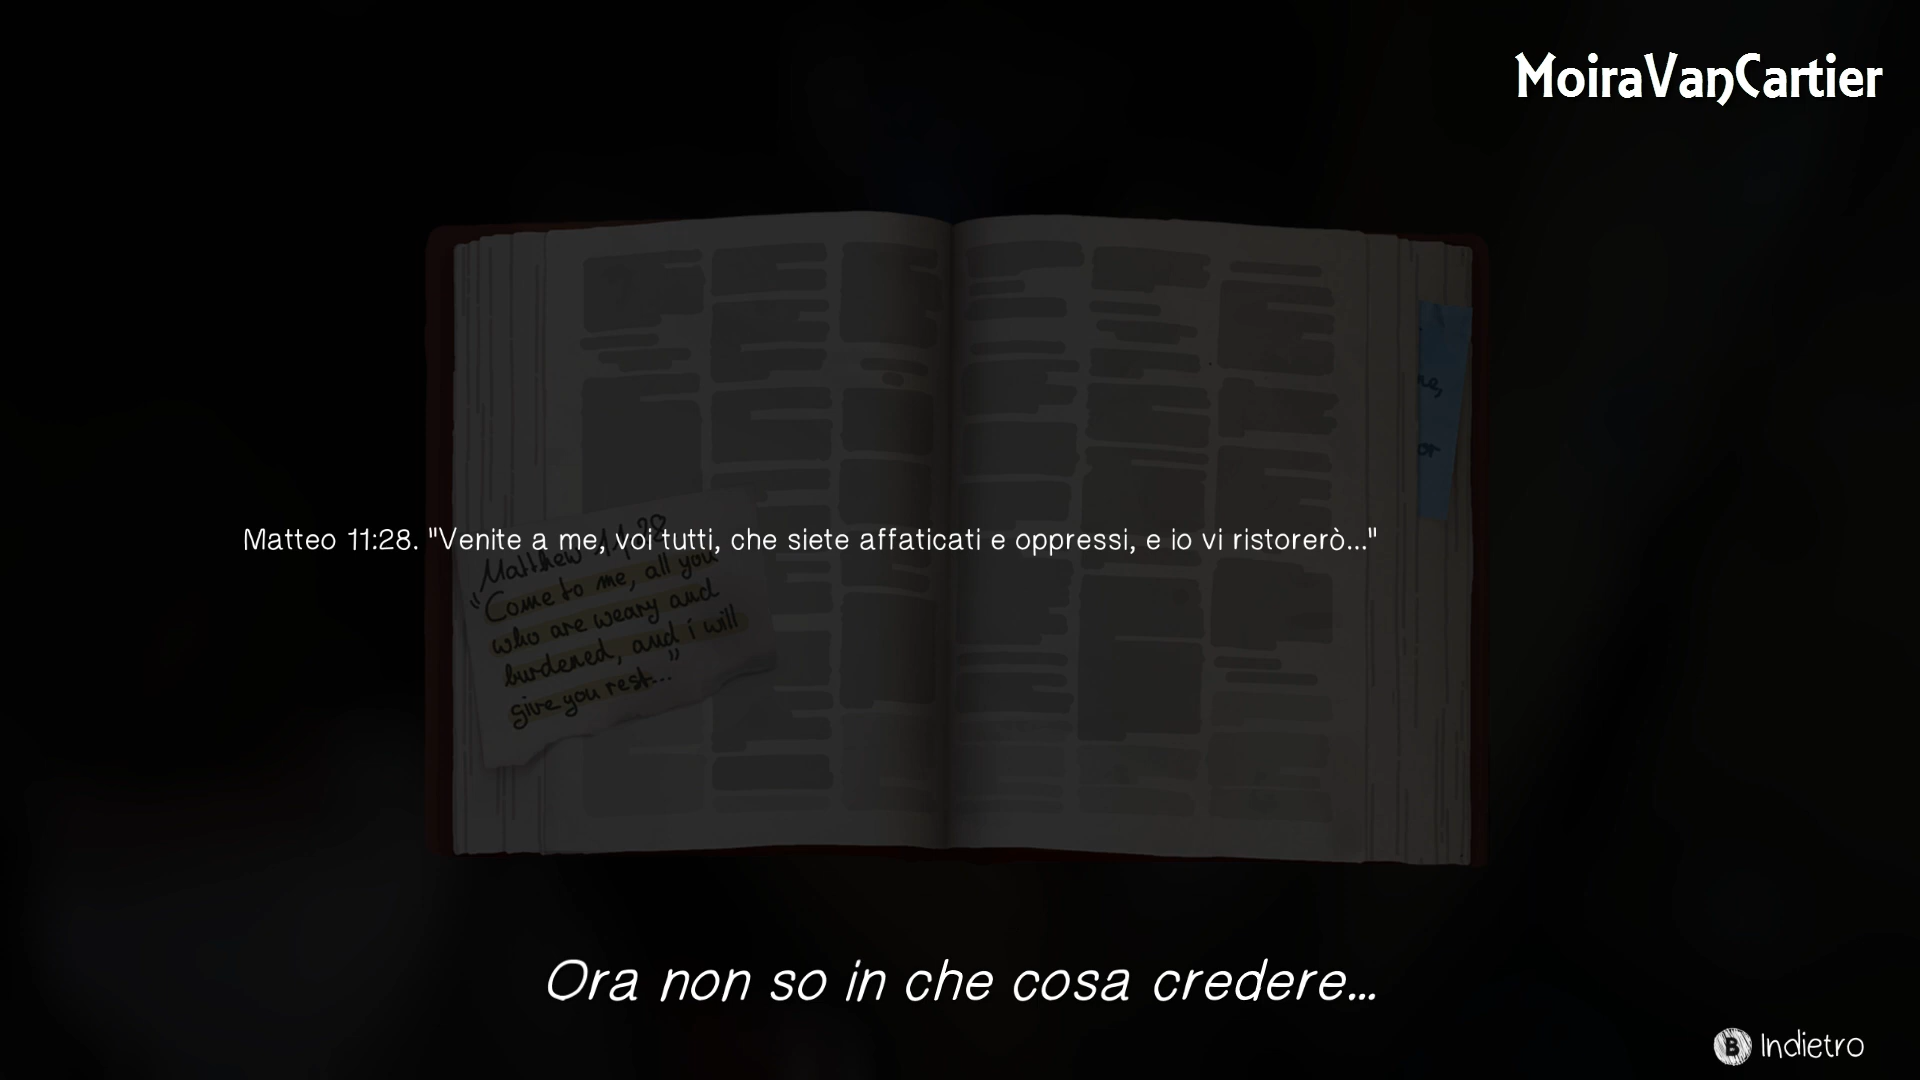 MoiraVanCartier
Matteo 11:28. "Venite a me, voi tutti, che siete affaticati e oppressi, e io vi ristorerò..."
Matthew 11:28
"Come to me, all you
who are weary and
burdened, and i will
give you rest..."
me,
or
Ora non so in che cosa credere...
B Indietro